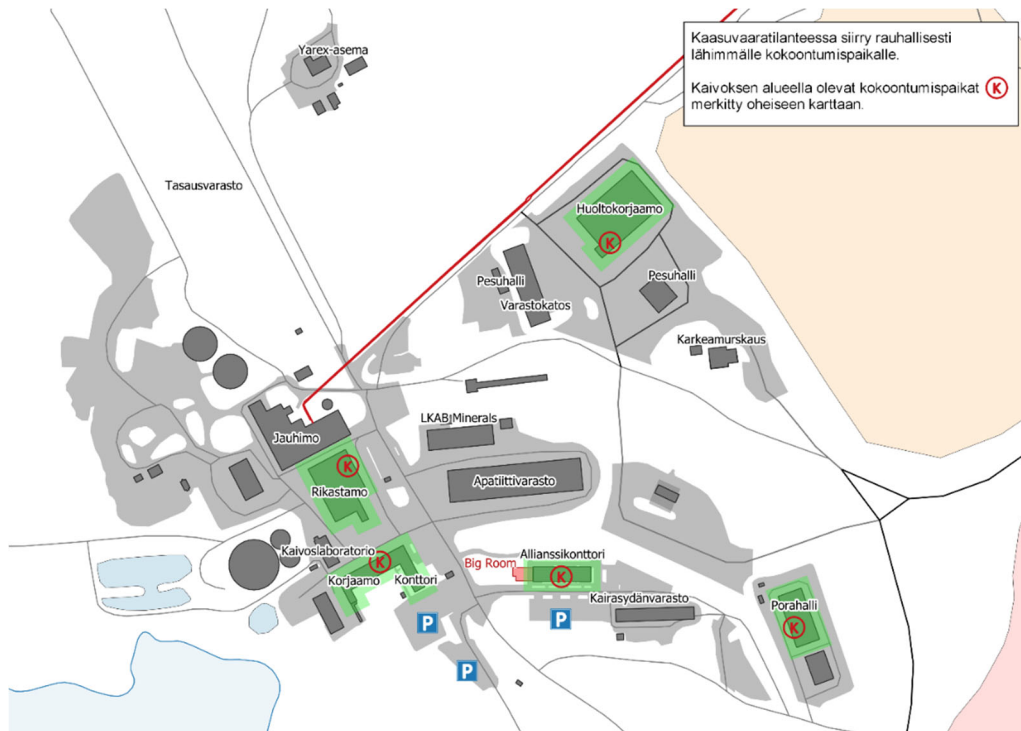 Kaasuvaaratilanteessa siirry rauhallisesti
lähimmälle kokoontumispaikalle.
Kaivoksen alueella olevat kokoontumispaikat K
merkitty oheiseen karttaan.
Yarex-asema
Tasausvarasto
Huoltokorjaamo
K
Pesuhalli
Pesuhalli
Varastokatos
Karkeamurskaus
LKAB Minerals
Jauhimo
K
Rikastamo
Apatiittivarasto
Kaivoslaboratorio
Allianssikonttori
Big Room
K
K
Korjaamo
Konttori
Kairasydänvarasto
Porahalli
P
P
K
P